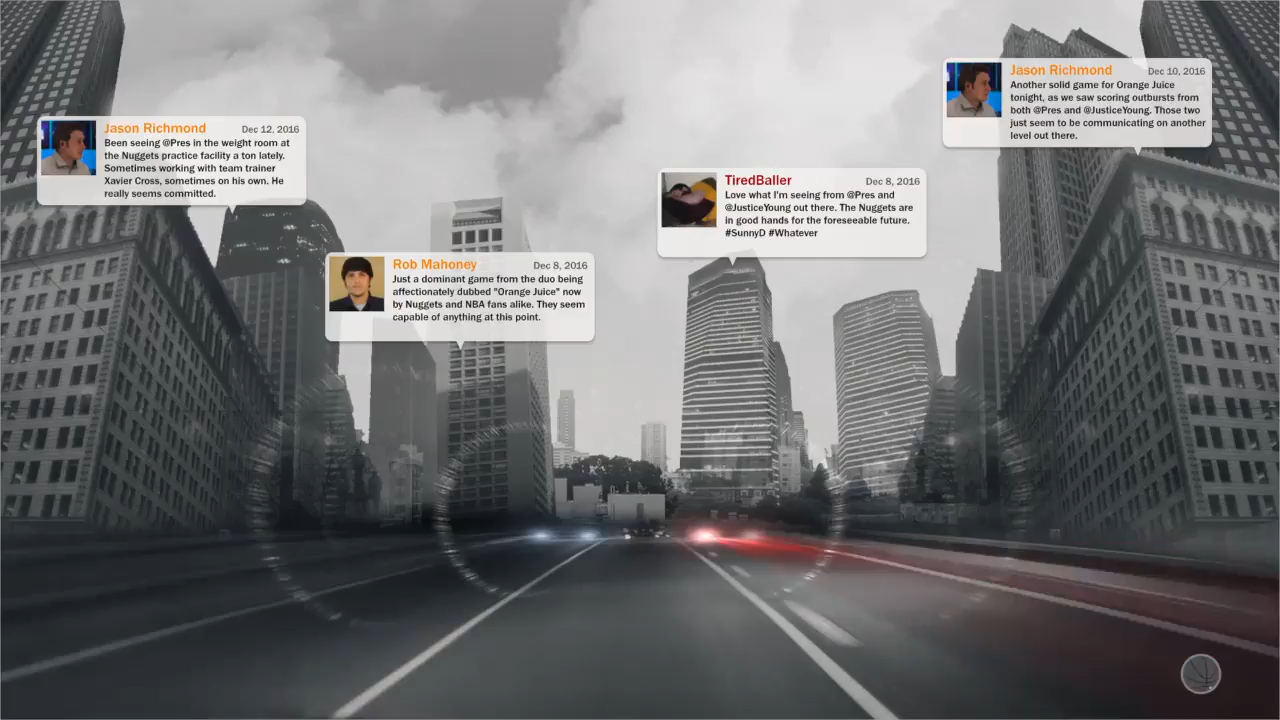 Jason Richmond Dec 12, 2016
Been seeing @Pres in the weight room at
the Nuggets practice facility a ton lately.
Sometimes working with team trainer
Xavier Cross, sometimes on his own. He
really seems committed.
Rob Mahoney Dec 8, 2016
Just a dominant game from the duo being
affectionately dubbed "Orange Juice" now
by Nuggets and NBA fans alike. They seem
capable of anything at this point.
TiredBaller Dec 8, 2016
Love what I'm seeing from @Pres and
@JusticeYoung out there. The Nuggets are
in good hands for the foreseeable future.
#SunnyD #Whatever
Jason Richmond Dec 10, 2016
Another solid game for Orange Juice
tonight, as we saw scoring outbursts from
both @Pres and @JusticeYoung. Those two
just seem to be communicating on another
level out there.